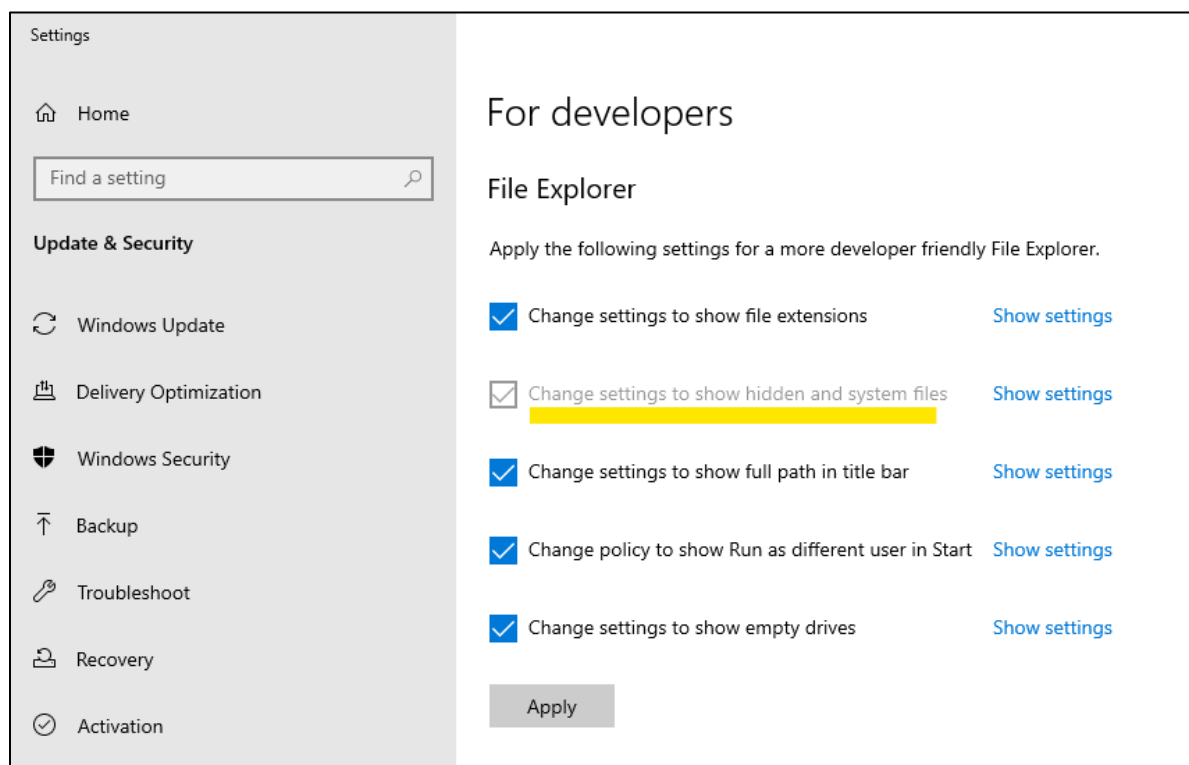 Settings
Home
Find a setting
Update & Security
Windows Update
Delivery Optimization
Windows Security
Backup
Troubleshoot
Recovery
Activation
For developers
File Explorer
Apply the following settings for a more developer friendly File Explorer.
Change settings to show file extensions Show settings
Change settings to show hidden and system files Show settings
Change settings to show full path in title bar Show settings
Change policy to show Run as different user in Start Show settings
Change settings to show empty drives Show settings
Apply